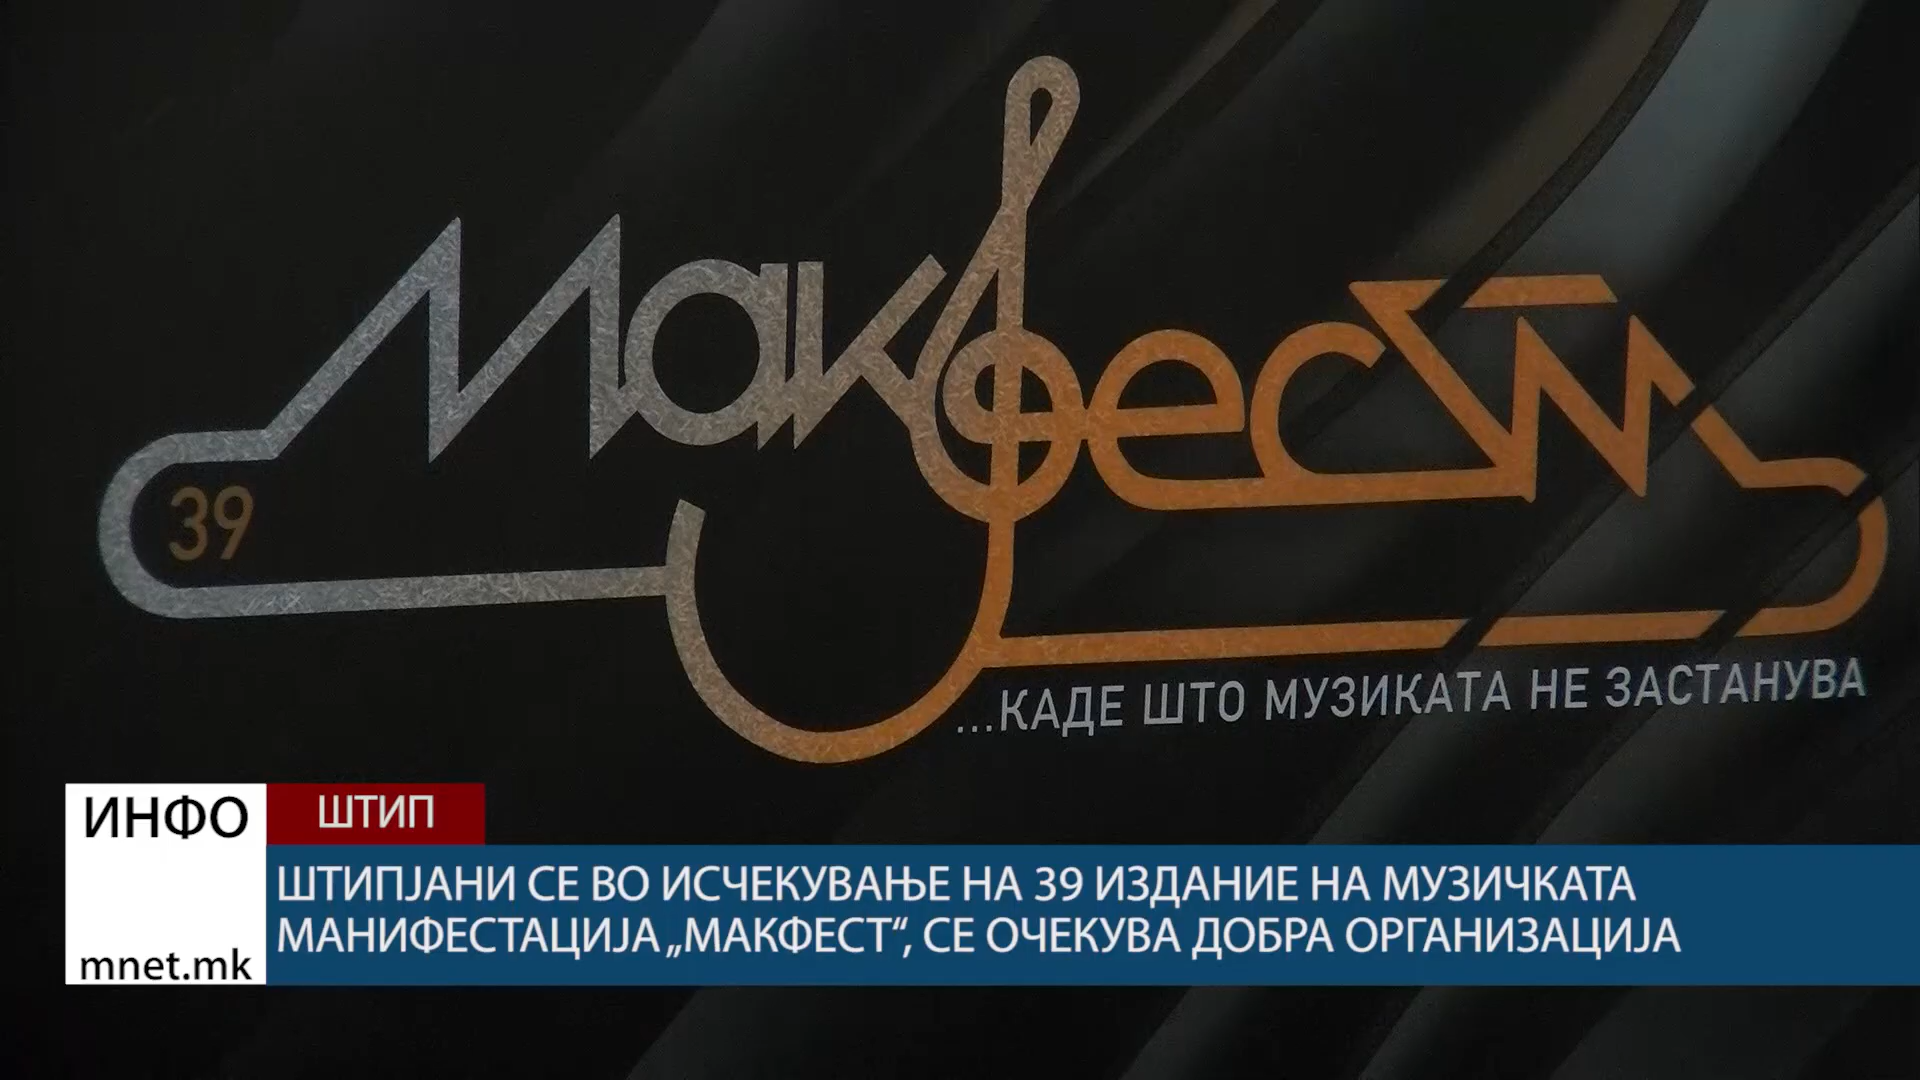 Макфест
39
...КАДЕ ШТО МУЗИКАТА НЕ ЗАСТАНУВА
ИНФО
ШТИП
ШТИПЈАНИ СЕ ВО ИСЧЕКУВАЊЕ НА 39 ИЗДАНИЕ НА МУЗИЧКАТА
МАНИФЕСТАЦИЈА „МАКФЕСТ“, СЕ ОЧЕКУВА ДОБРА ОРГАНИЗАЦИЈА
mnet.mk